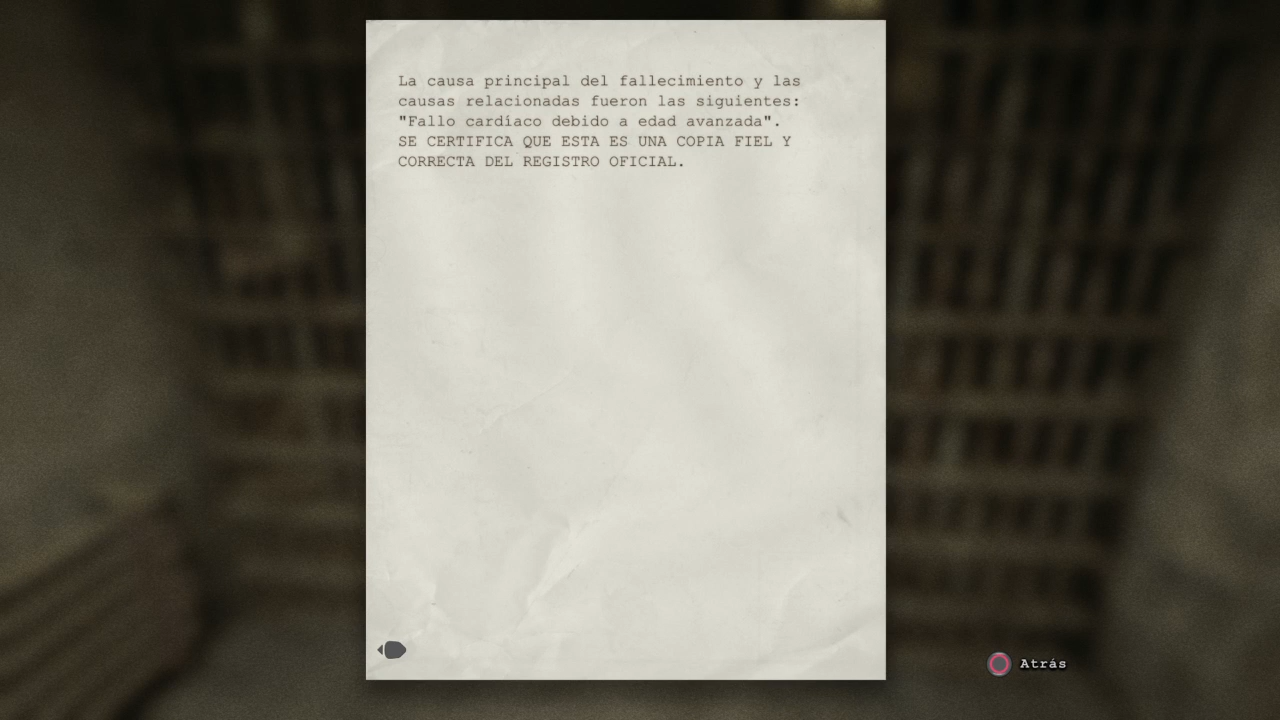 La causa principal del fallecimiento y las
causas relacionadas fueron las siguientes:
"Fallo cardíaco debido a edad avanzada".
SE CERTIFICA QUE ESTA ES UNA COPIA FIEL Y
CORRECTA DEL REGISTRO OFICIAL.
Atrás